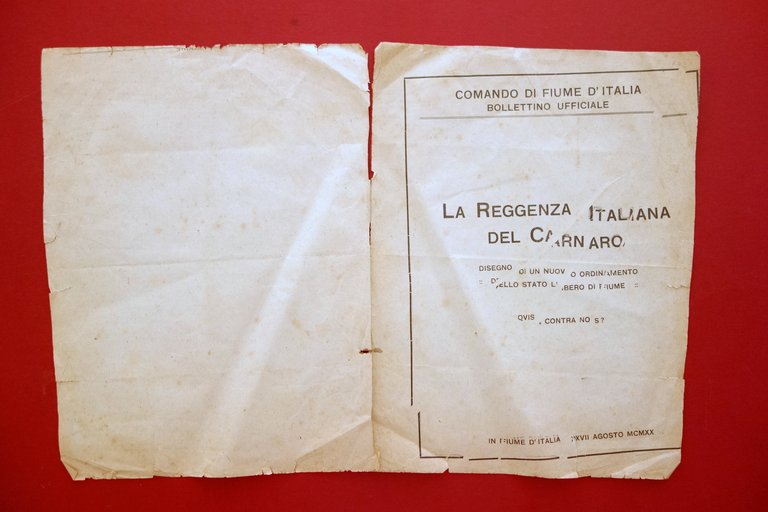 COMANDO DI FIUME D'ITALIA
BOLLETTINO UFFICIALE
LA REGGENZA ITALIANA
DEL CARNARO
DISEGNO DI UN NUOVO ORDINAMENTO
:: DELLO STATO LIBERO DI FIUME ::
QVIS CONTRA NOS?
IN FIUME D'ITALIA XXVII AGOSTO MCMXX